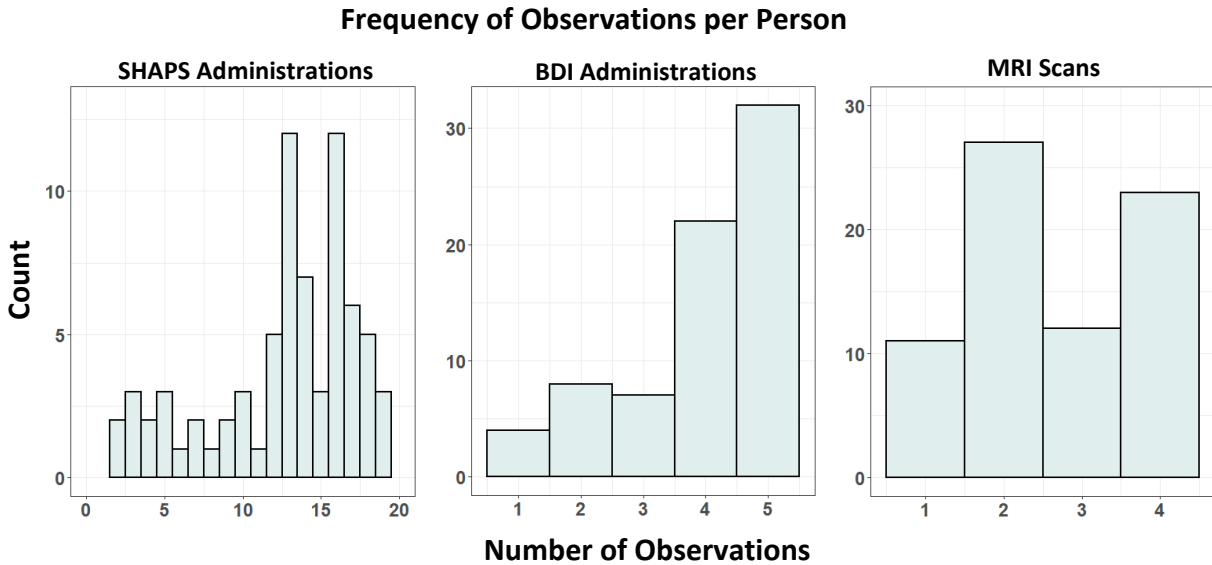 Frequency of Observations per Person
SHAPS Administrations
BDI Administrations
MRI Scans
Count
10
5
0
0 5 10 15 20
30
20
10
0
1 2 3 4 5
30
20
10
0
1 2 3 4
Number of Observations